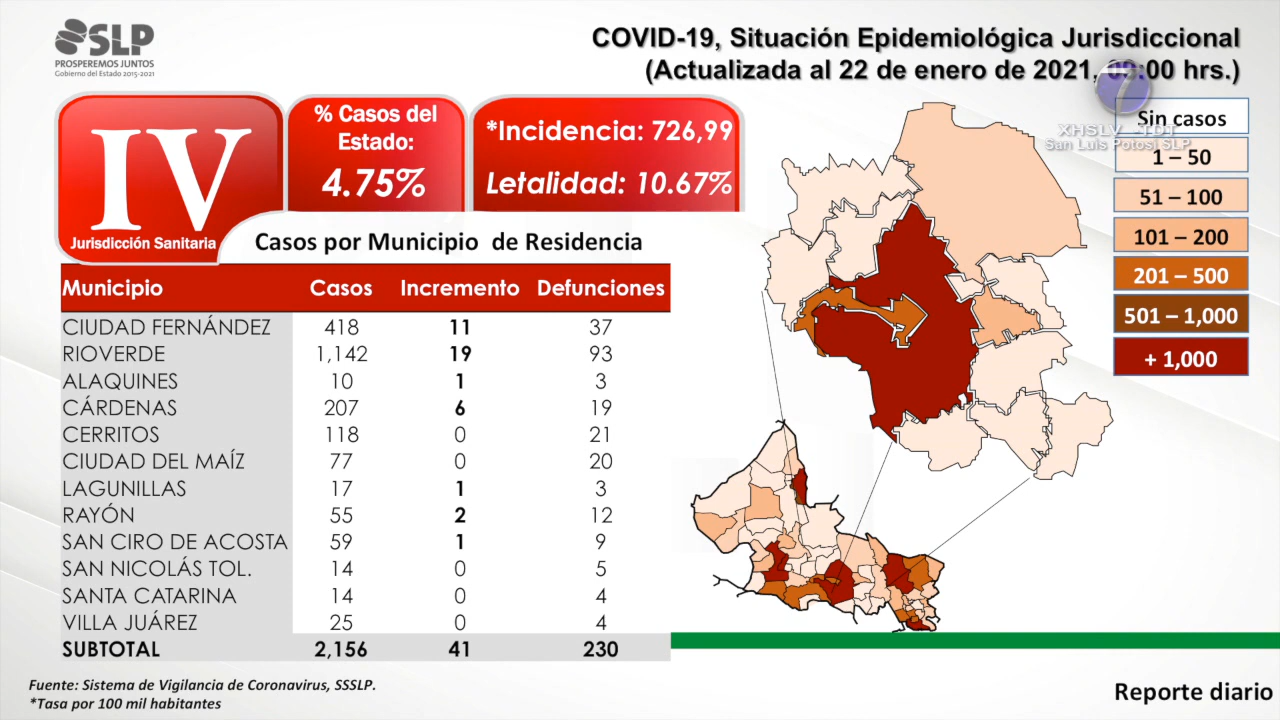 SLP
PROSPEREMOS JUNTOS
Gobierno del Estado 2015-2021
COVID-19, Situación Epidemiológica Jurisdiccional
(Actualizada al 22 de enero de 2021, 09:00 hrs.)
7
XHSLV -TDT
San Luis Potosí SLP
IV
Jurisdicción Sanitaria
% Casos del
Estado:
4.75%
*Incidencia: 726,99
Letalidad: 10.67%
Casos por Municipio de Residencia
Municipio Casos Incremento Defunciones
CIUDAD FERNÁNDEZ 418 11 37
RIOVERDE 1,142 19 93
ALAQUINES 10 1 3
CÁRDENAS 207 6 19
CERRITOS 118 0 21
CIUDAD DEL MAÍZ 77 0 20
LAGUNILLAS 17 1 3
RAYÓN 55 2 12
SAN CIRO DE ACOSTA 59 1 9
SAN NICOLÁS TOL. 14 0 5
SANTA CATARINA 14 0 4
VILLA JUÁREZ 25 0 4
SUBTOTAL 2,156 41 230
Sin casos
1 – 50
51 – 100
101 – 200
201 – 500
501 – 1,000
+ 1,000
Fuente: Sistema de Vigilancia de Coronavirus, SSSLP.
*Tasa por 100 mil habitantes
Reporte diario